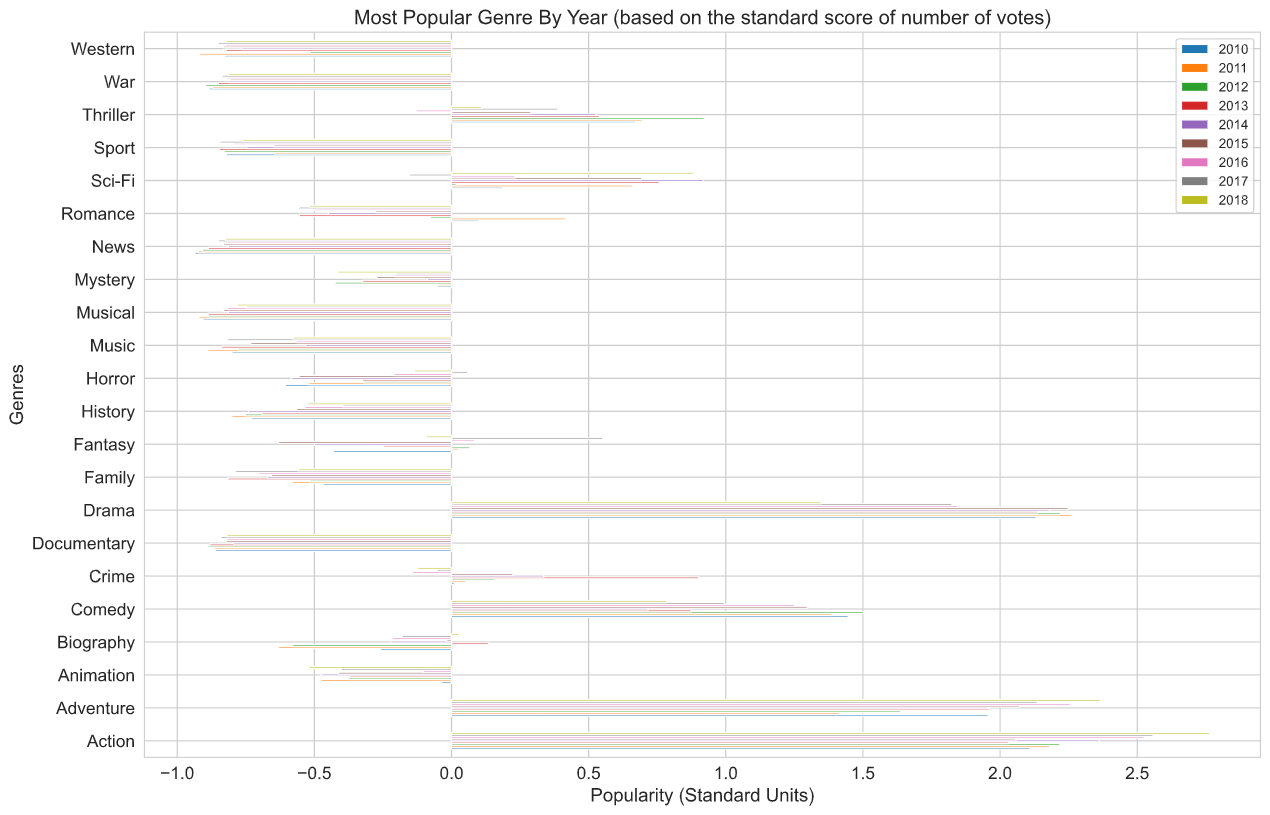 Most Popular Genre By Year (based on the standard score of number of votes)
Western
War
Thriller
Sport
Sci-Fi
Romance
News
Mystery
Musical
Music
Horror
History
Fantasy
Family
Drama
Documentary
Crime
Comedy
Biography
Animation
Adventure
Action
Genres
2010
2011
2012
2013
2014
2015
2016
2017
2018
−1.0 −0.5 0.0 0.5 1.0 1.5 2.0 2.5
Popularity (Standard Units)